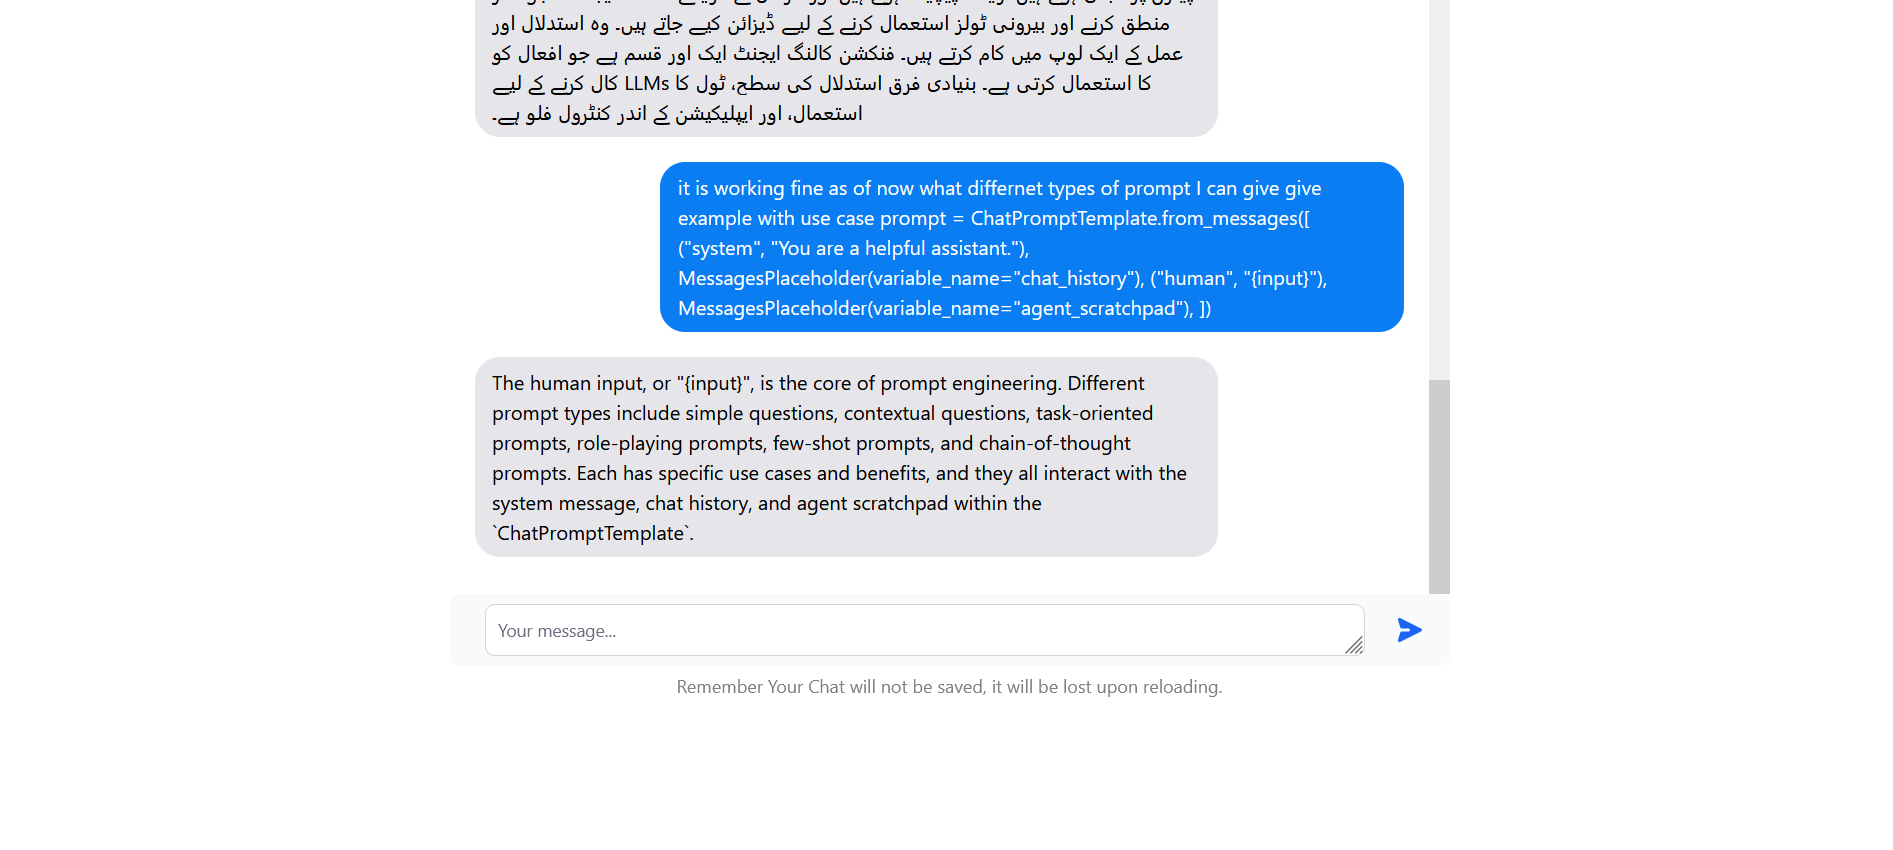 منطق کرنے اور بیرونی ٹولز استعمال کرنے کے لیے ڈیزائن کیے جاتے ہیں۔ وہ استدلال اور
عمل کے ایک لوپ میں کام کرتے ہیں۔ فنکشن کالنگ ایجنٹ ایک اور قسم ہے جو افعال کو
کال کرنے کے لیے LLMs کا استعمال کرتی ہے۔ بنیادی فرق استدلال کی سطح، ٹول کا
استعمال، اور ایپلیکیشن کے اندر کنٹرول فلو ہے۔
it is working fine as of now what differnet types of prompt I can give give
example with use case prompt = ChatPromptTemplate.from_messages([
("system", "You are a helpful assistant."),
MessagesPlaceholder(variable_name="chat_history"), ("human", "{input}"),
MessagesPlaceholder(variable_name="agent_scratchpad"), ])
The human input, or "{input}", is the core of prompt engineering. Different
prompt types include simple questions, contextual questions, task-oriented
prompts, role-playing prompts, few-shot prompts, and chain-of-thought
prompts. Each has specific use cases and benefits, and they all interact with the
system message, chat history, and agent scratchpad within the
`ChatPromptTemplate`.
Your message...
Remember Your Chat will not be saved, it will be lost upon reloading.